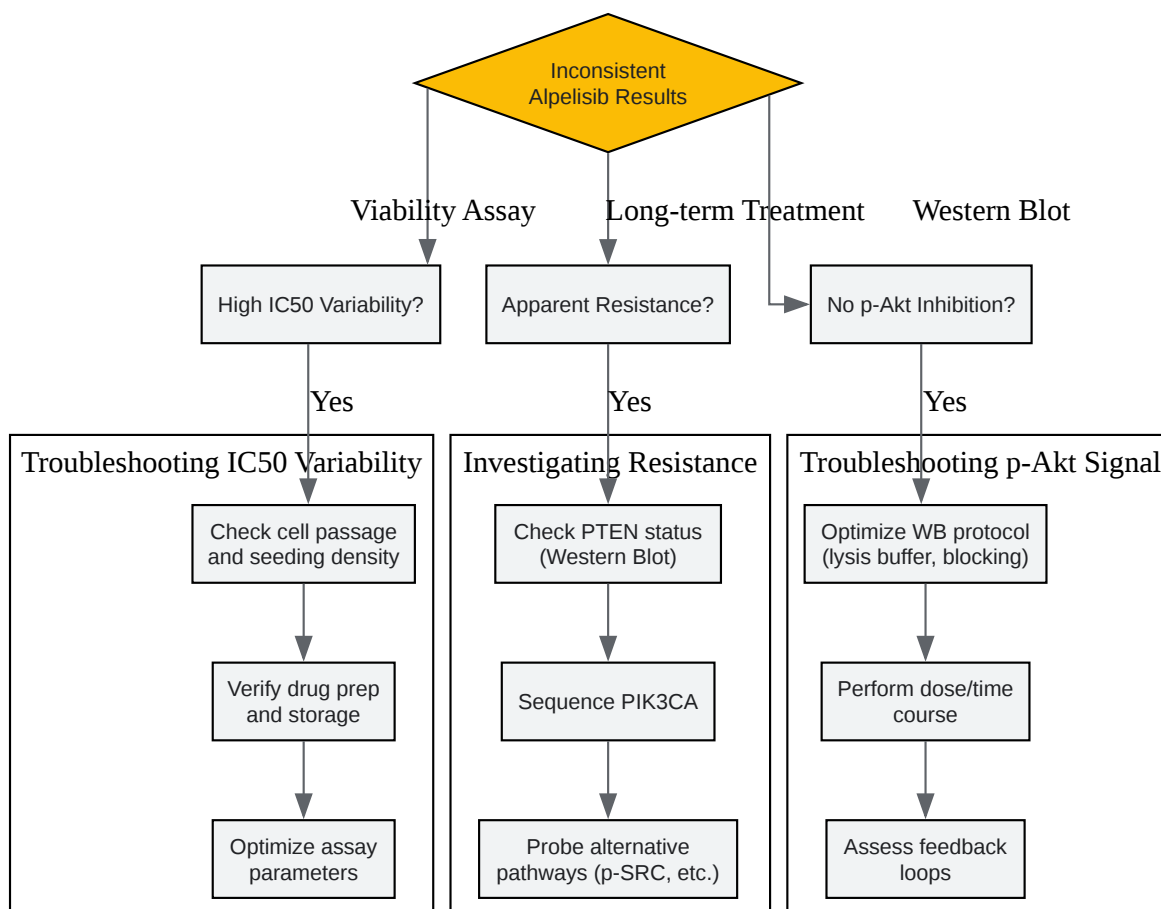 Inconsistent
Alpelisib Results
Viability Assay
Long-term Treatment
Western Blot
High IC50 Variability?
Apparent Resistance?
No p-Akt Inhibition?
Yes
Yes
Yes
Troubleshooting IC50 Variability
Investigating Resistance
Troubleshooting p-Akt Signal
Check cell passage
and seeding density
Check PTEN status
(Western Blot)
Optimize WB protocol
(lysis buffer, blocking)
Verify drug prep
and storage
Sequence PIK3CA
Perform dose/time
course
Optimize assay
parameters
Probe alternative
pathways (p-SRC, etc.)
Assess feedback
loops